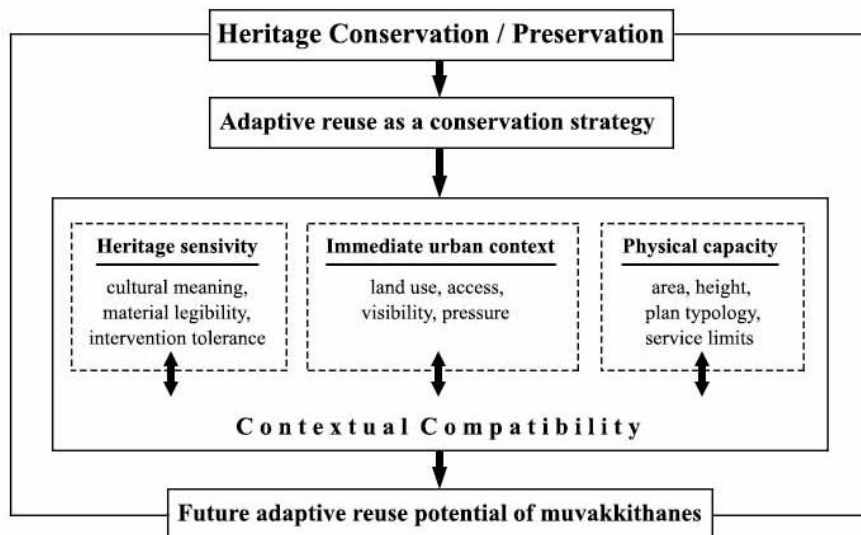 Heritage Conservation / Preservation
Adaptive reuse as a conservation strategy
Heritage sensivity
cultural meaning,
material legibility,
intervention tolerance
Immediate urban context
land use, access,
visibility, pressure
Physical capacity
area, height,
plan typology,
service limits
Contextual Compatibility
Future adaptive reuse potential of muvakkithanes